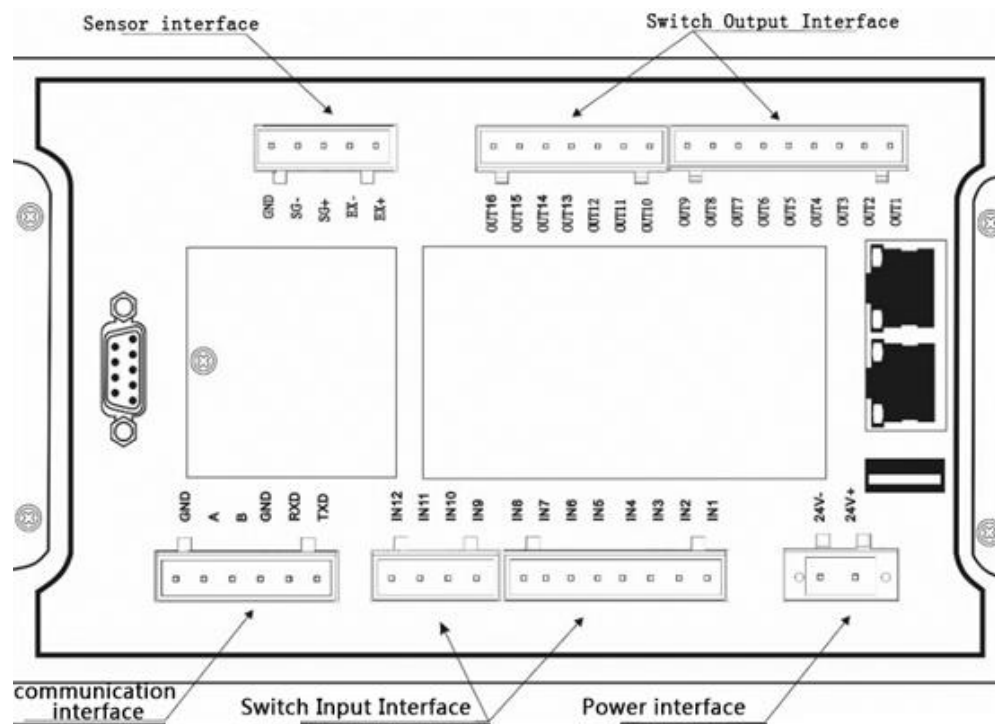 Sensor interface
Switch Output Interface
GND
SG-
SG+
EX-
EX+
OUT16
OUT15
OUT14
OUT13
OUT12
OUT11
OUT10
OUT9
OUT8
OUT7
OUT6
OUT5
OUT4
OUT3
OUT2
OUT1
GND
A
B
GND
RXD
TXD
IN12
IN11
IN10
IN9
IN8
IN7
IN6
IN5
IN4
IN3
IN2
IN1
24V-
24V+
communication
interface
Switch Input Interface
Power interface